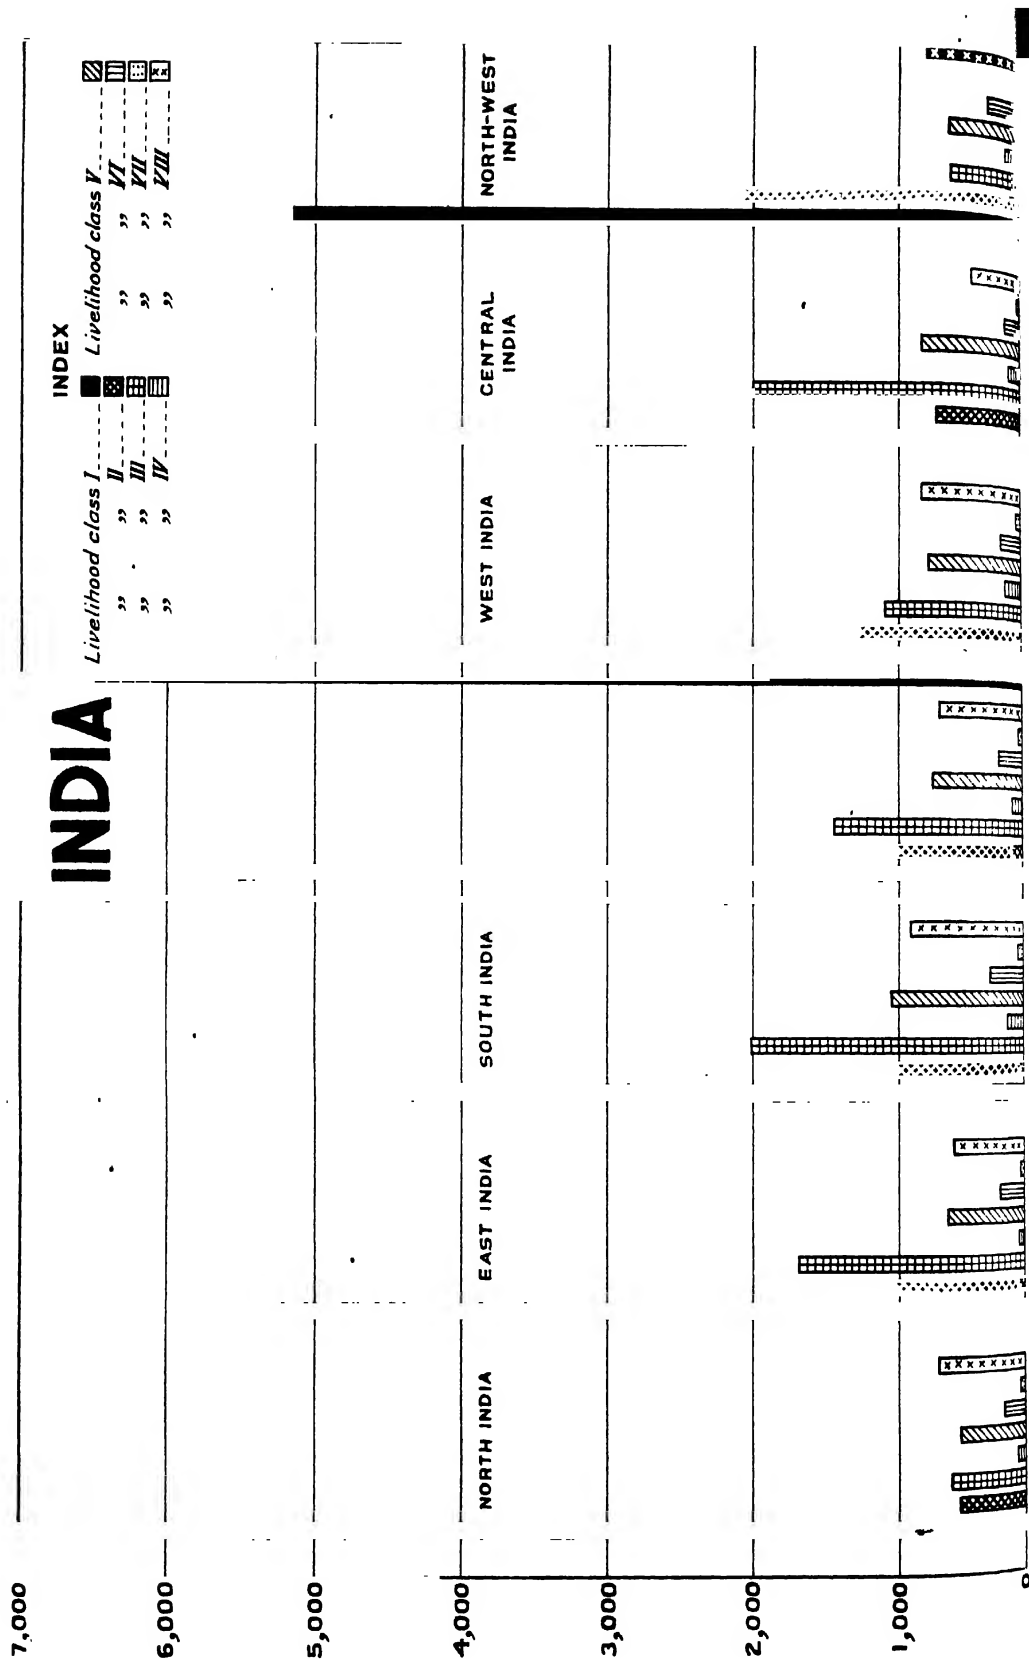 INDIA
INDEX
Livelihood class I
" " II
" " III
" " IV
Livelihood class V
" " VI
" " VII
" " VIII
7,000
6,000
5,000
4,000
3,000
2,000
1,000
0
NORTH INDIA
EAST INDIA
SOUTH INDIA
WEST INDIA
CENTRAL
INDIA
NORTH-WEST
INDIA